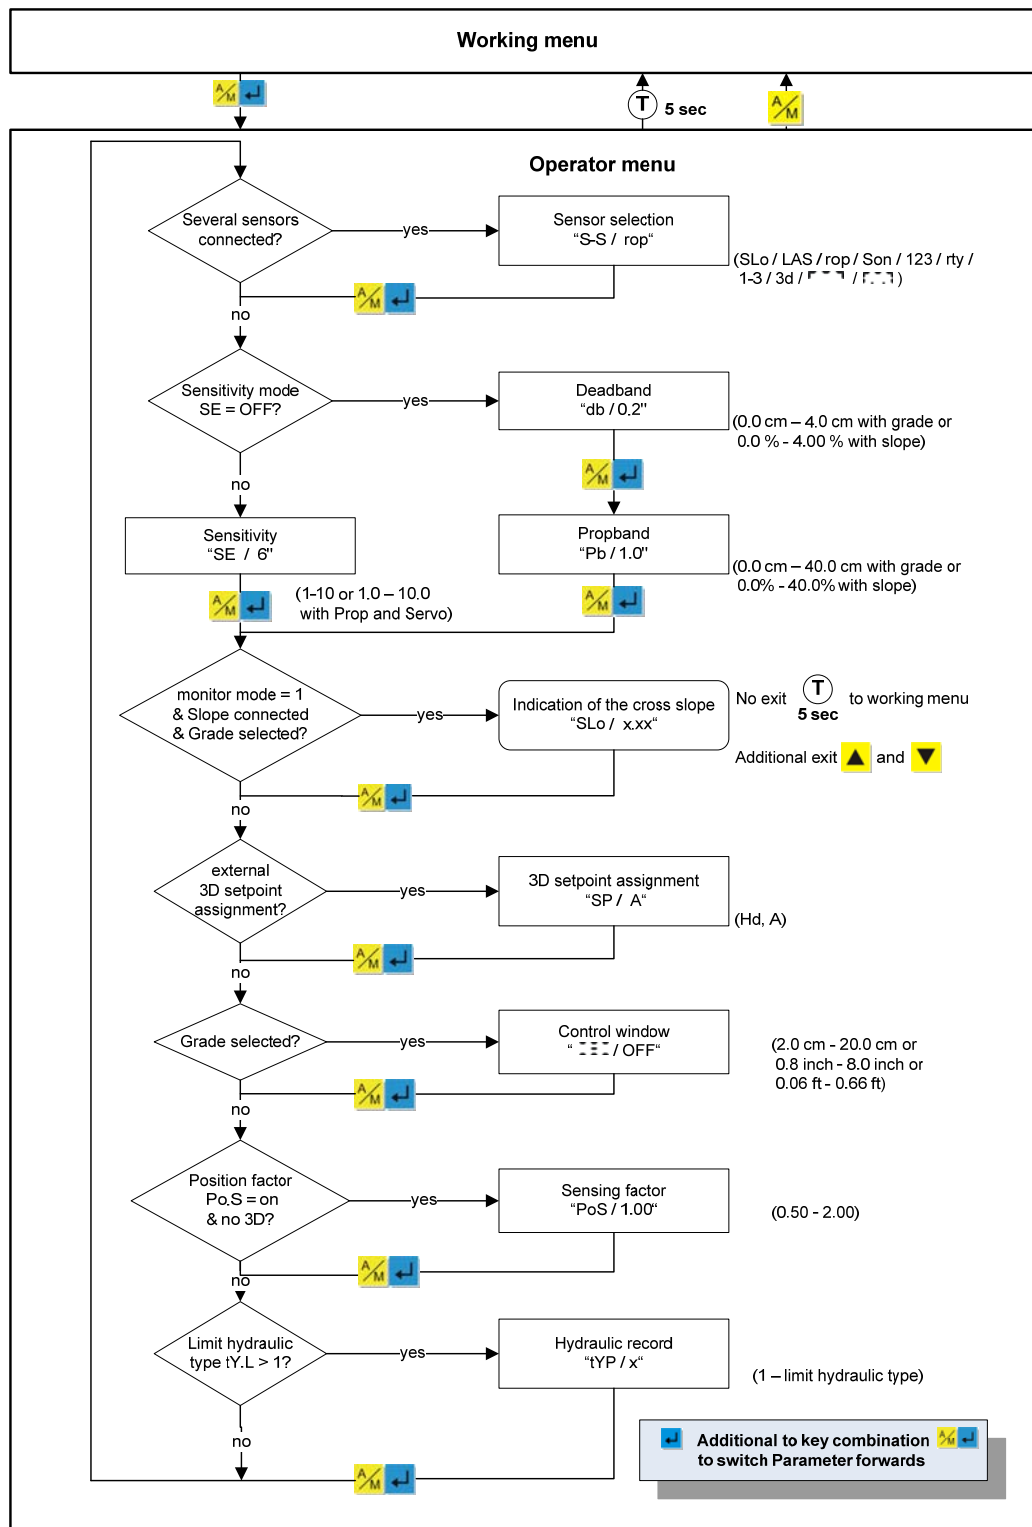 Working menu
A/M
T 5 sec
A/M
Operator menu
Several sensors
connected?
yes
Sensor selection
"S-S / rop“
(SLo / LAS / rop / Son / 123 / rty /
1-3 / 3d / / )
A/M
no
Sensitivity mode
SE = OFF?
yes
Deadband
“db / 0.2"
(0.0 cm – 4.0 cm with grade or
0.0 % - 4.00 % with slope)
A/M
no
Sensitivity
“SE / 6"
Propband
“Pb / 1.0"
(0.0 cm – 40.0 cm with grade or
0.0% - 40.0% with slope)
A/M
(1-10 or 1.0 – 10.0
with Prop and Servo)
A/M
monitor mode = 1
& Slope connected
& Grade selected?
yes
Indication of the cross slope
"SLo / x.xx“
No exit T to working menu
5 sec
Additional exit ▲ and ▼
A/M
no
external
3D setpoint
assignment?
yes
3D setpoint assignment
"SP / A“
(Hd, A)
A/M
no
Grade selected?
yes
Control window
“ / OFF“
(2.0 cm - 20.0 cm or
0.8 inch - 8.0 inch or
0.06 ft - 0.66 ft)
A/M
no
Position factor
Po.S = on
& no 3D?
yes
Sensing factor
"PoS / 1.00“
(0.50 - 2.00)
A/M
no
Limit hydraulic
type tY.L > 1?
yes
Hydraulic record
“tYP / x“
(1 – limit hydraulic type)
no
A/M
Additional to key combination A/M
to switch Parameter forwards